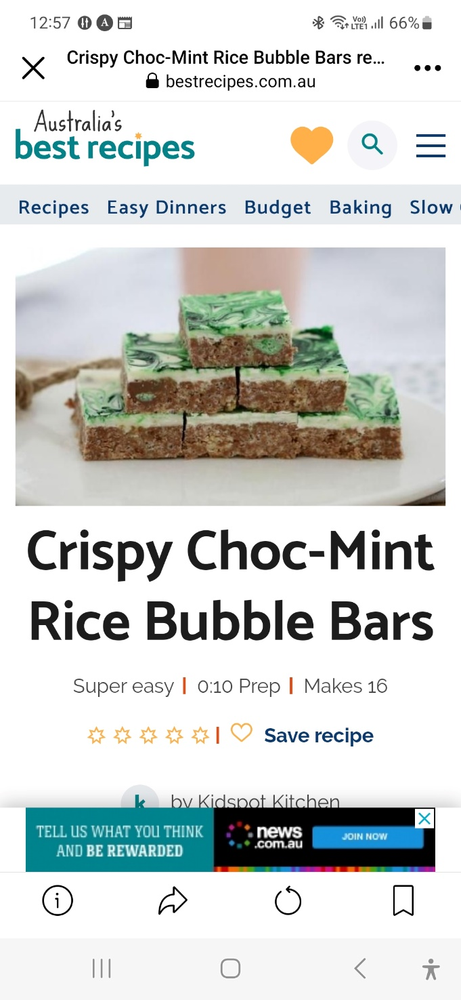 12:57 A Vo) LTE1 66%
Crispy Choc-Mint Rice Bubble Bars re...
bestrecipes.com.au
Australia's
best recipes
Recipes Easy Dinners Budget Baking Slow
Crispy Choc-Mint
Rice Bubble Bars
Super easy | 0:10 Prep | Makes 16
Save recipe
k by Kidspot Kitchen
TELL US WHAT YOU THINK
AND BE REWARDED
news
.com.au
JOIN NOW